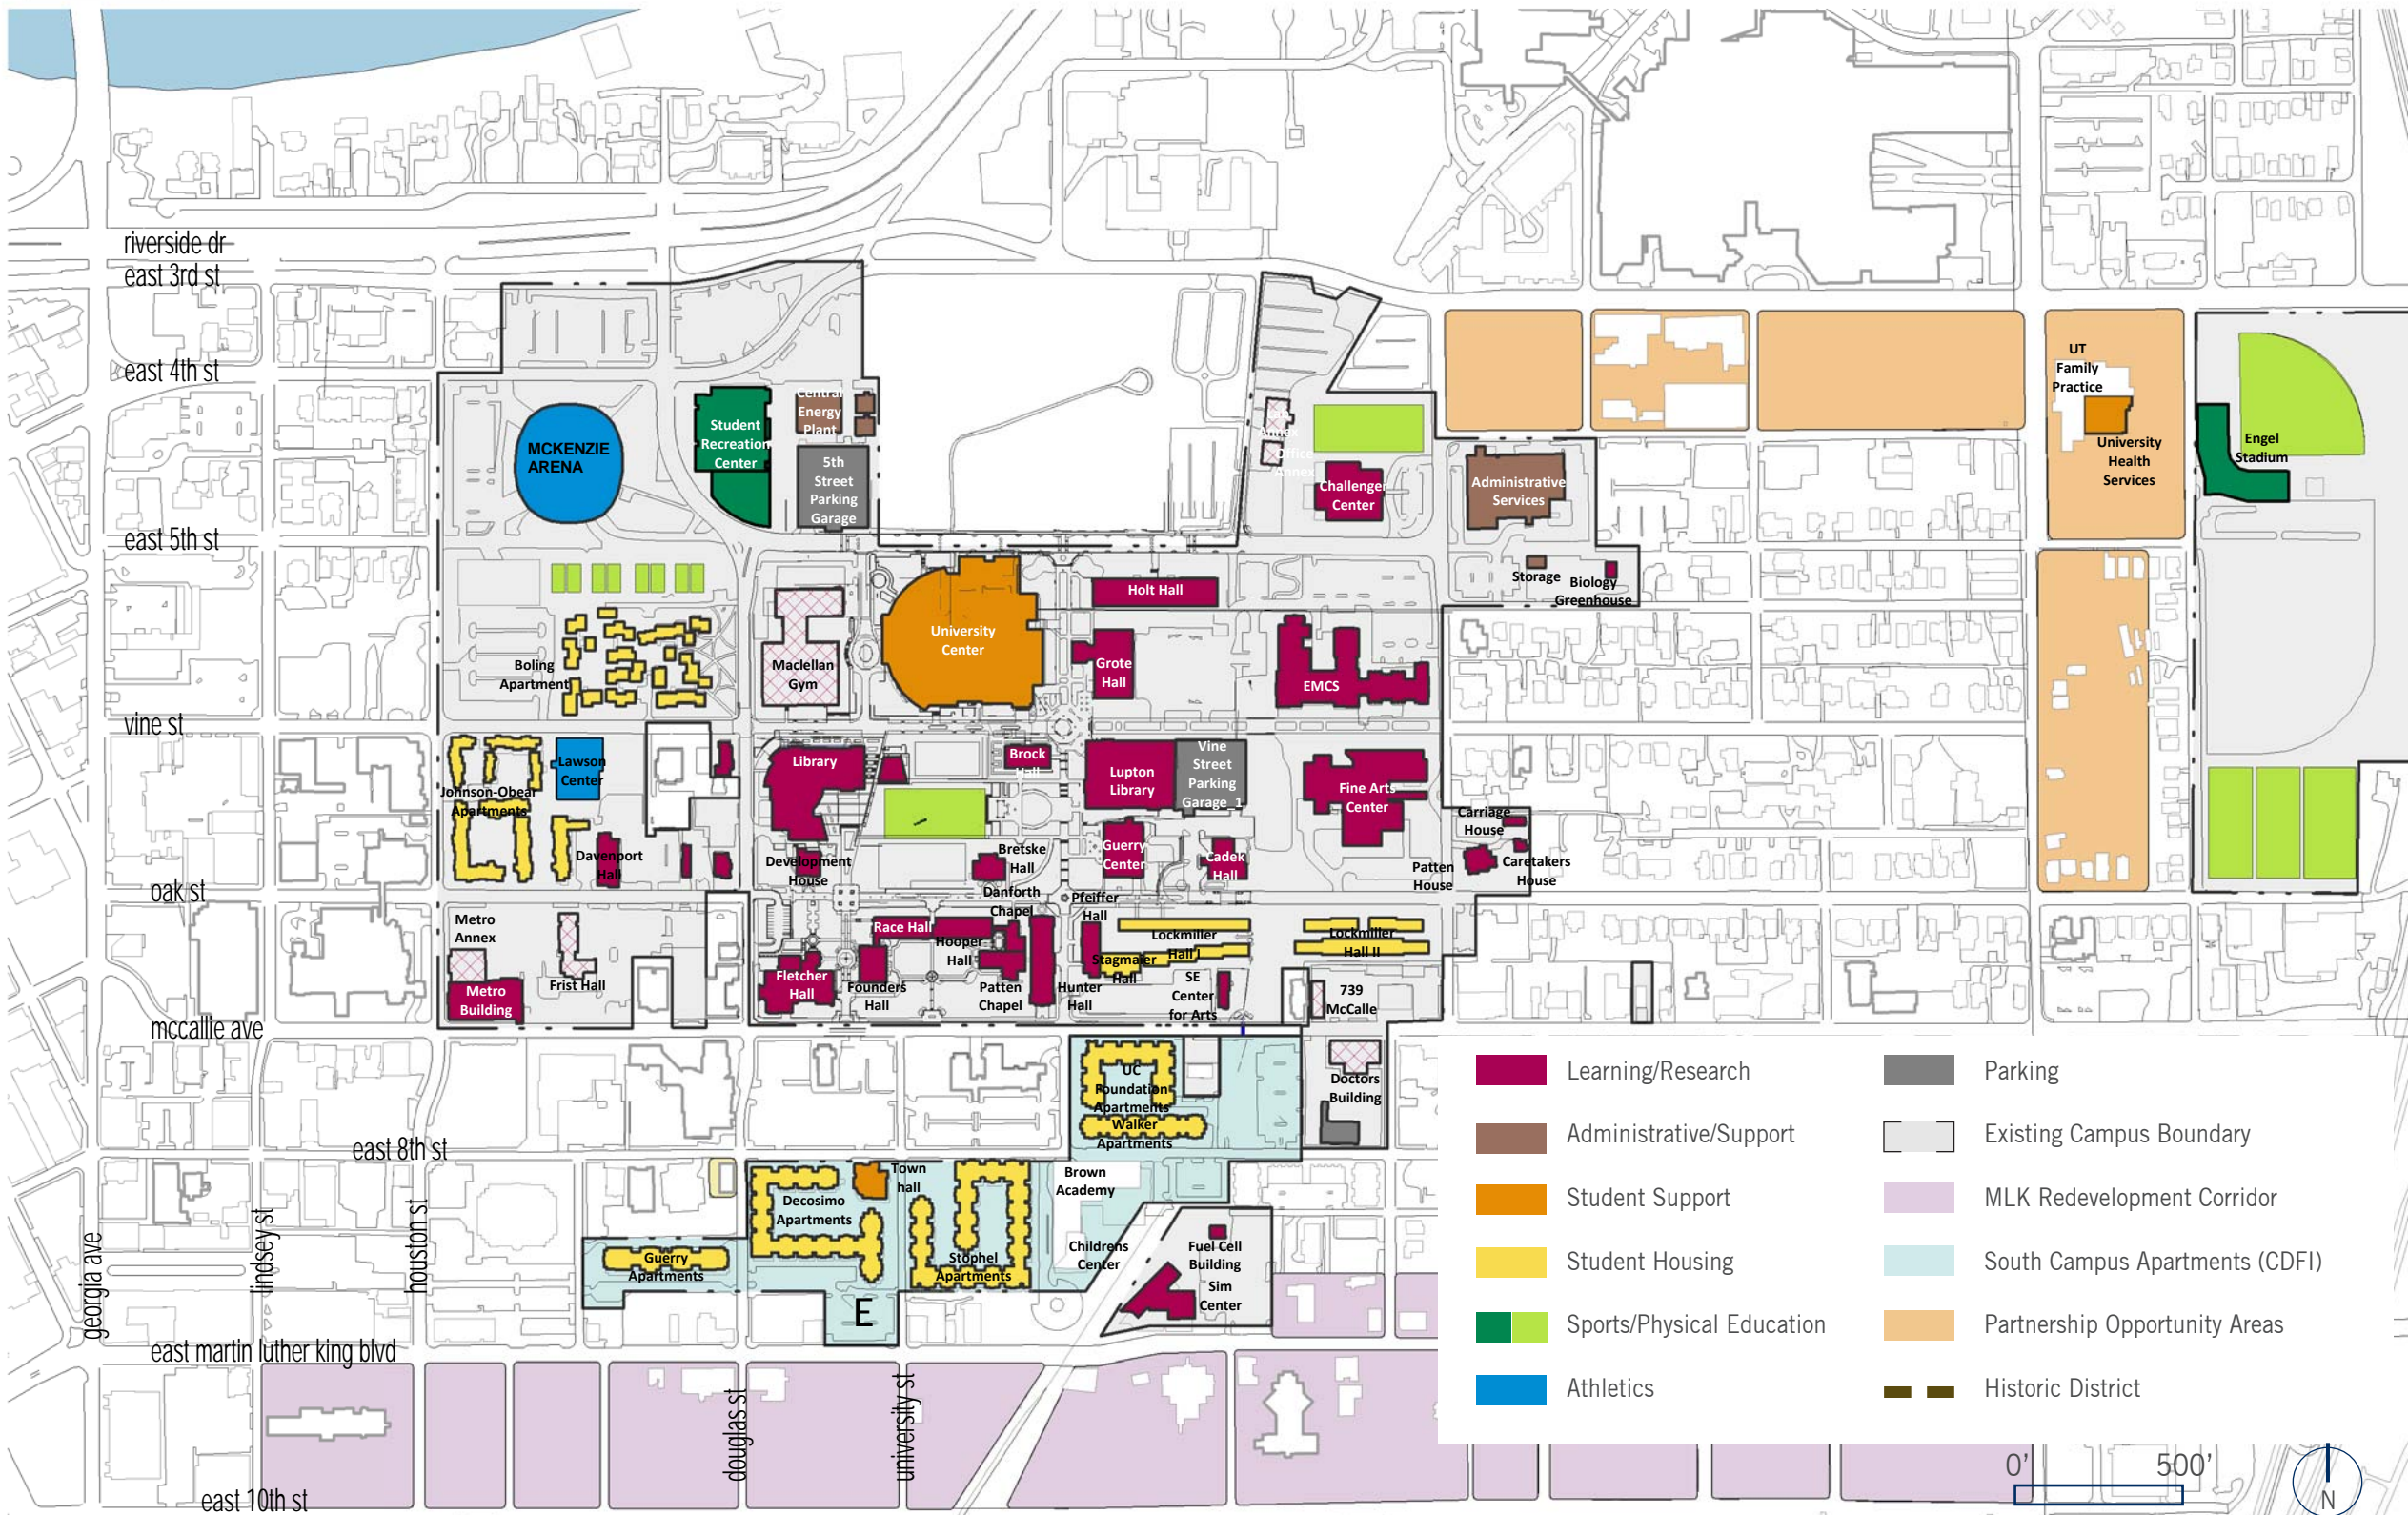 riverside dr
east 3rd st
east 4th st
east 5th st
vine st
oak st
mccallie ave
east 8th st
east martin luther king blvd
east 10th st
georgia ave
lindsey st
houston st
douglas st
university st
MCKENZIE
ARENA
Student
Recreation
Center
Central
Energy
Plant
5th
Street
Parking
Garage
Annex
Office
Annex
Challenger
Center
Administrative
Services
Storage
Biology
Greenhouse
UT
Family
Practice
University
Health
Services
Engel
Stadium
Boling
Apartment
Maclellan
Gym
University
Center
Holt Hall
Grote
Hall
EMCS
Johnson-Obear
Apartments
Lawson
Center
Davenport
Hall
Library
Brock
Hall
Lupton
Library
Vine
Street
Parking
Garage_1
Fine Arts
Center
Carriage
House
Patten
House
Caretakers
House
Development
House
Bretske
Hall
Guerry
Center
Cadek
Hall
Metro
Annex
Metro
Building
Frist Hall
Fletcher
Hall
Race Hall
Founders
Hall
Hooper
Hall
Danforth
Chapel
Patten
Chapel
Pfeiffer
Hall
Hunter
Hall
Stagmaier
Hall
Lockmiller
Hall I
Lockmiller
Hall II
SE
Center
for Arts
739
McCalle
UC
Foundation
Apartments
Walker
Apartments
Doctors
Building
Decosimo
Apartments
Town
hall
Guerry
Apartments
Stophel
Apartments
Brown
Academy
Childrens
Center
Fuel Cell
Building
Sim
Center
E
Learning/Research
Administrative/Support
Student Support
Student Housing
Sports/Physical Education
Athletics
Parking
Existing Campus Boundary
MLK Redevelopment Corridor
South Campus Apartments (CDFI)
Partnership Opportunity Areas
Historic District
0'
500'
N